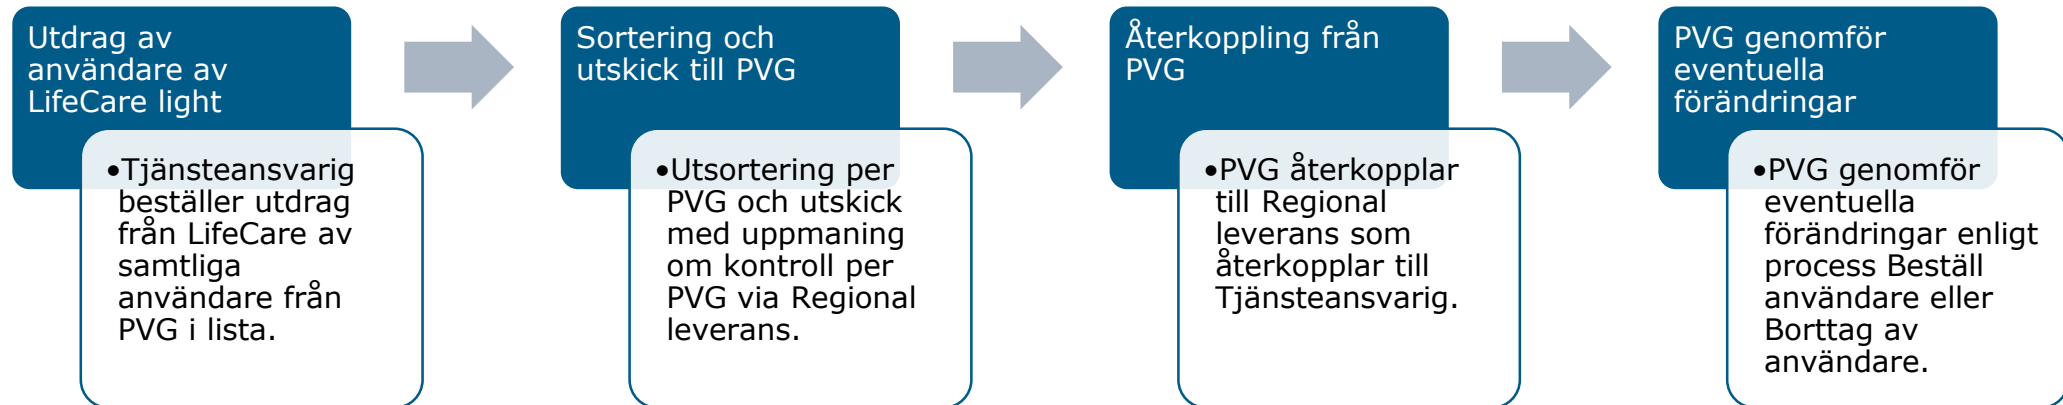 Utdrag av
användare av
LifeCare light
•Tjänsteansvarig
beställer utdrag
från LifeCare av
samtliga
användare från
PVG i lista.
Sortering och
utskick till PVG
•Utsortering per
PVG och utskick
med uppmaning
om kontroll per
PVG via Regional
leverans.
Återkoppling från
PVG
•PVG återkopplar
till Regional
leverans som
återkopplar till
Tjänsteansvarig.
PVG genomför
eventuella
förändringar
•PVG genomför
eventuella
förändringar enligt
process Beställ
användare eller
Borttag av
användare.